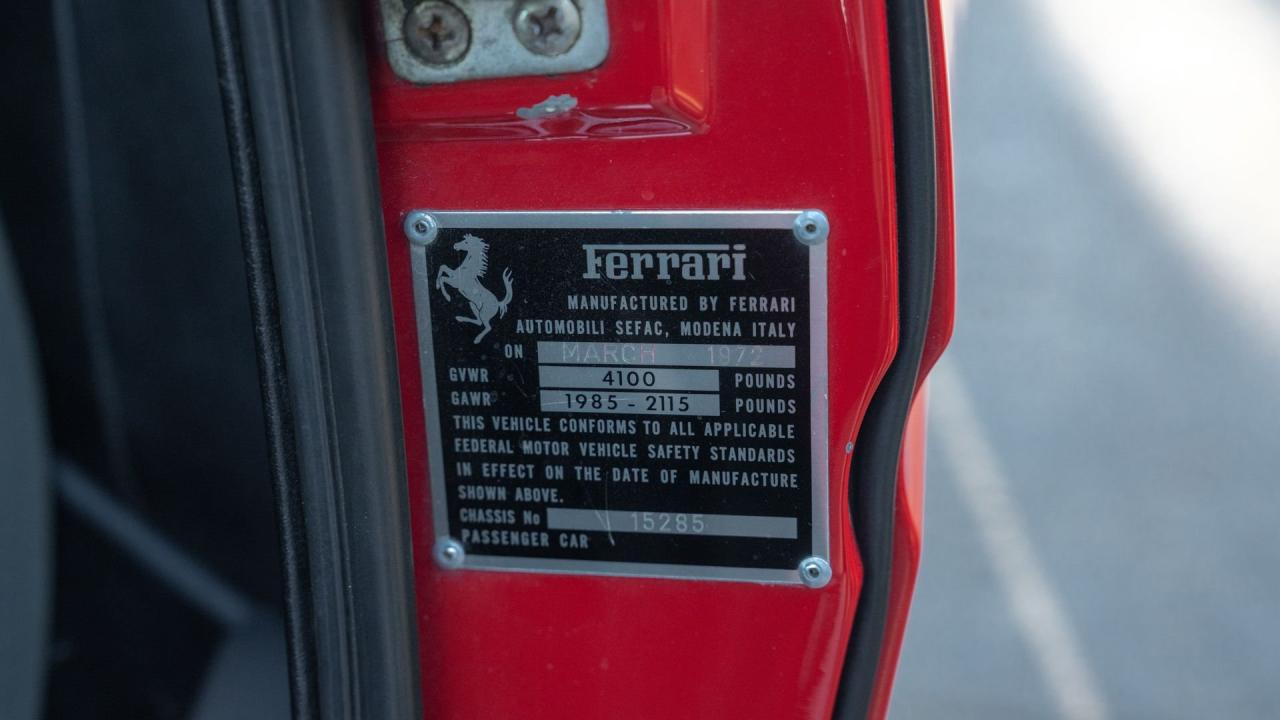 Ferrari
MANUFACTURED BY FERRARI
AUTOMOBILI SEFAC, MODENA ITALY
ON MARCH 1972
GVWR 4100 POUNDS
GAWR 1985 - 2115 POUNDS
THIS VEHICLE CONFORMS TO ALL APPLICABLE
FEDERAL MOTOR VEHICLE SAFETY STANDARDS
IN EFFECT ON THE DATE OF MANUFACTURE
SHOWN ABOVE.
CHASSIS No 15285
PASSENGER CAR